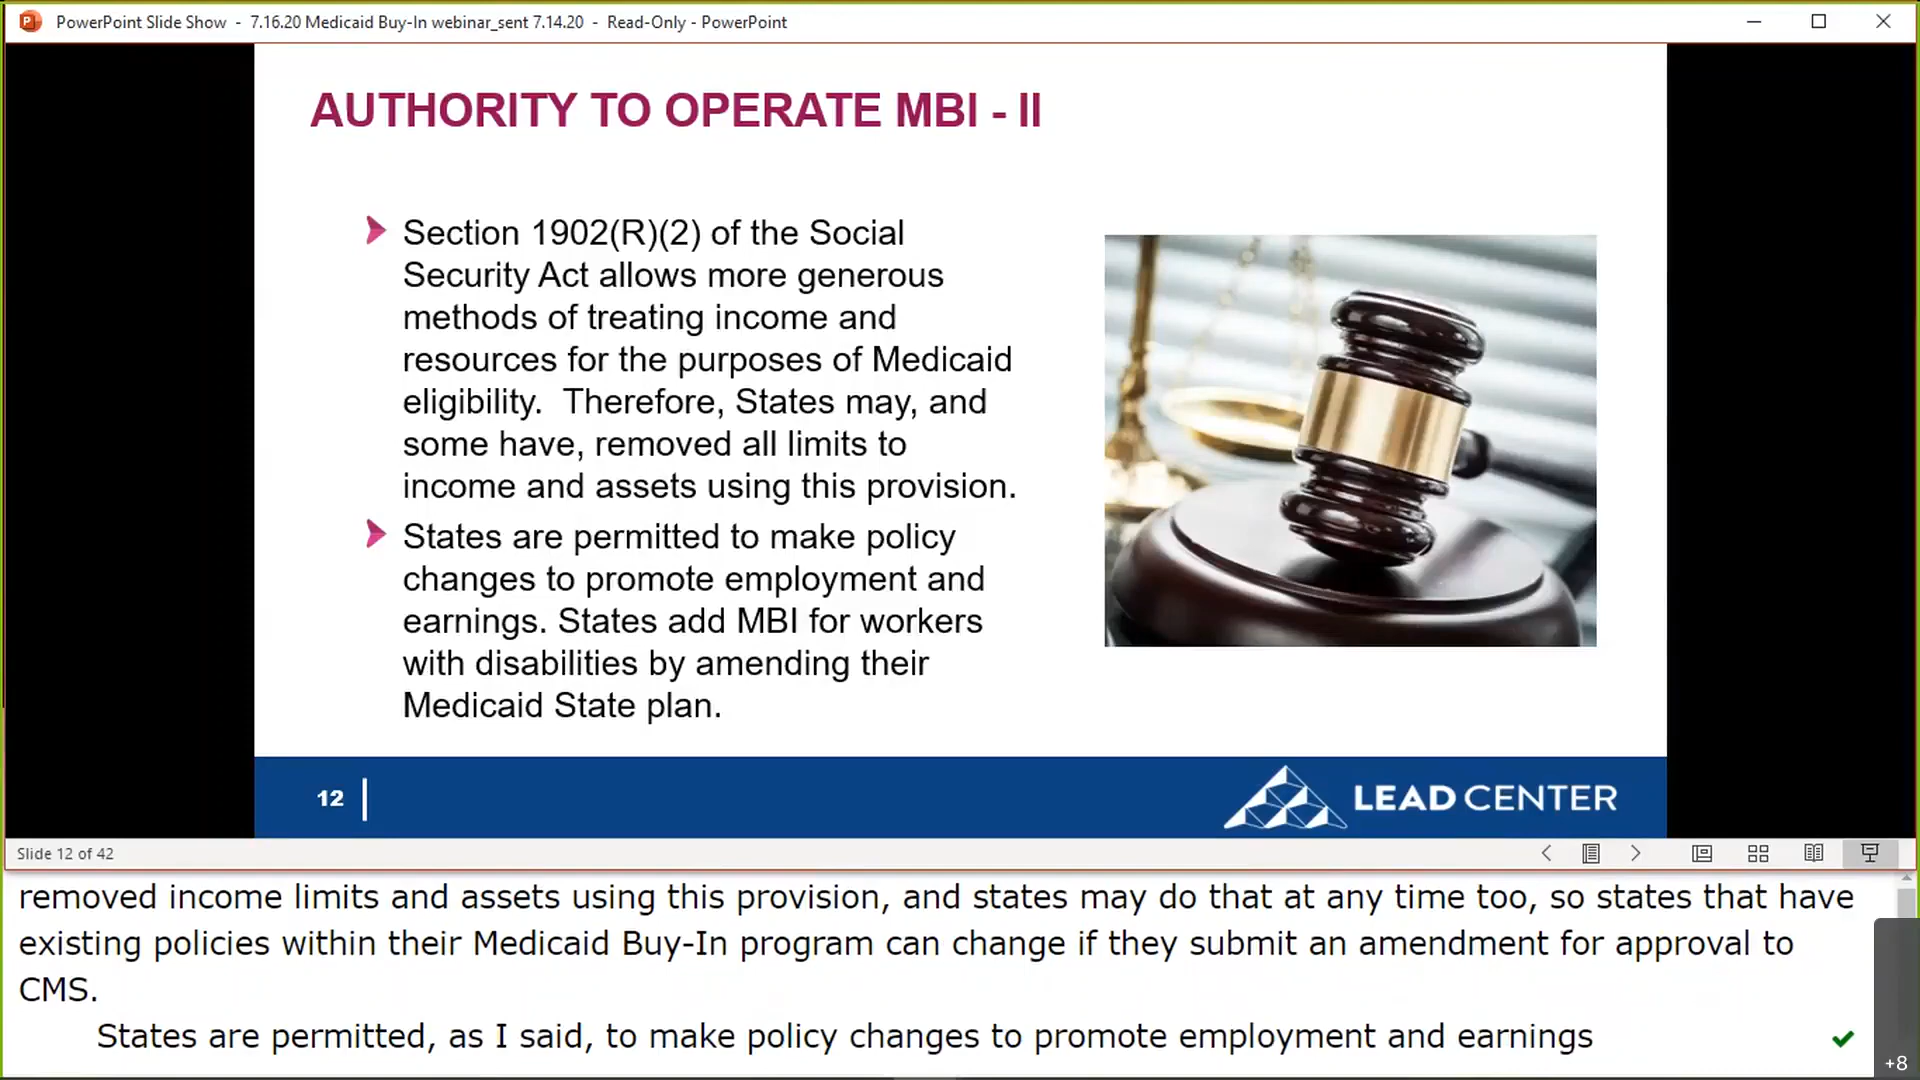 PowerPoint Slide Show - 7.16.20 Medicaid Buy-In webinar_sent 7.14.20 - Read-Only - PowerPoint
AUTHORITY TO OPERATE MBI - II
Section 1902(R)(2) of the Social
Security Act allows more generous
methods of treating income and
resources for the purposes of Medicaid
eligibility. Therefore, States may, and
some have, removed all limits to
income and assets using this provision.
States are permitted to make policy
changes to promote employment and
earnings. States add MBI for workers
with disabilities by amending their
Medicaid State plan.
12
LEAD CENTER
Slide 12 of 42
removed income limits and assets using this provision, and states may do that at any time too, so states that have
existing policies within their Medicaid Buy-In program can change if they submit an amendment for approval to
CMS.
States are permitted, as I said, to make policy changes to promote employment and earnings
+8